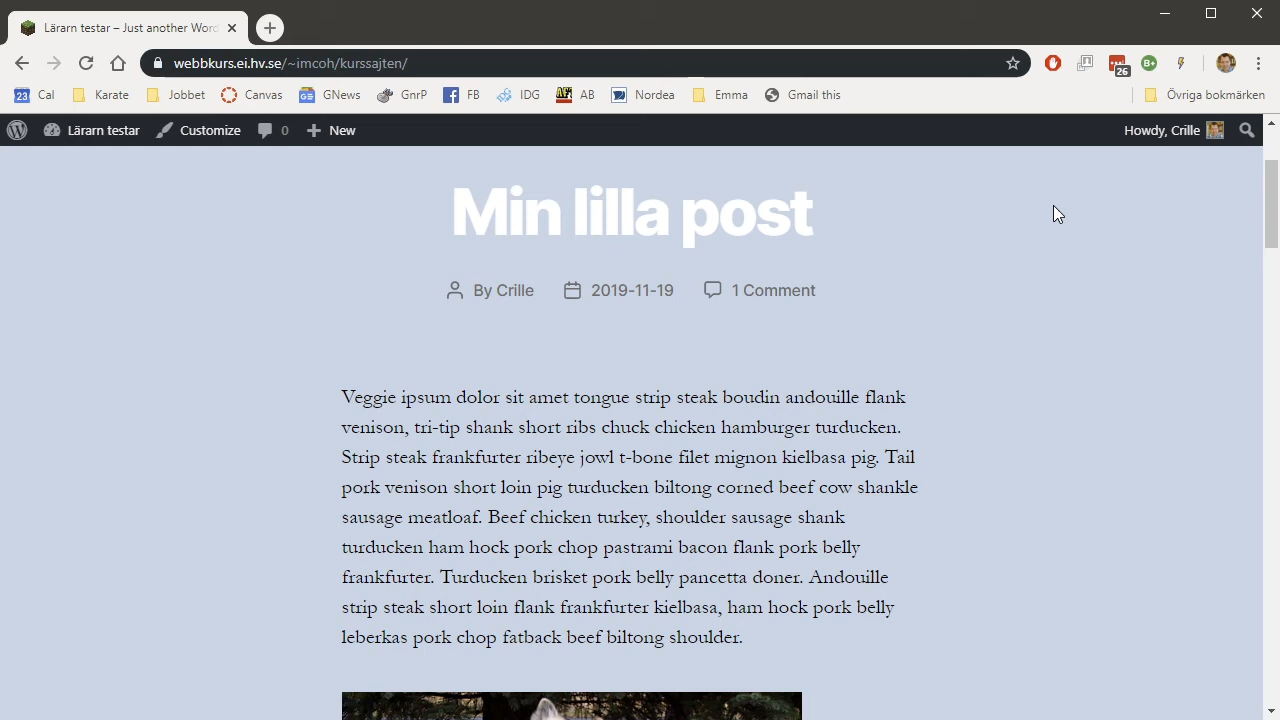 Lärarn testar – Just another Wor
webbkurs.ei.hv.se/~imcoh/kurssajten/
26
23 Cal Karate Jobbet Canvas GE GNews GnrP FB IDG AB Nordea Emma Gmail this Övriga bokmärken
Lärarn testar Customize 0 New Howdy, Crille
Min lilla post
By Crille 2019-11-19 1 Comment
Veggie ipsum dolor sit amet tongue strip steak boudin andouille flank
venison, tri-tip shank short ribs chuck chicken hamburger turducken.
Strip steak frankfurter ribeye jowl t-bone filet mignon kielbasa pig. Tail
pork venison short loin pig turducken biltong corned beef cow shankle
sausage meatloaf. Beef chicken turkey, shoulder sausage shank
turducken ham hock pork chop pastrami bacon flank pork belly
frankfurter. Turducken brisket pork belly pancetta doner. Andouille
strip steak short loin flank frankfurter kielbasa, ham hock pork belly
leberkas pork chop fatback beef biltong shoulder.